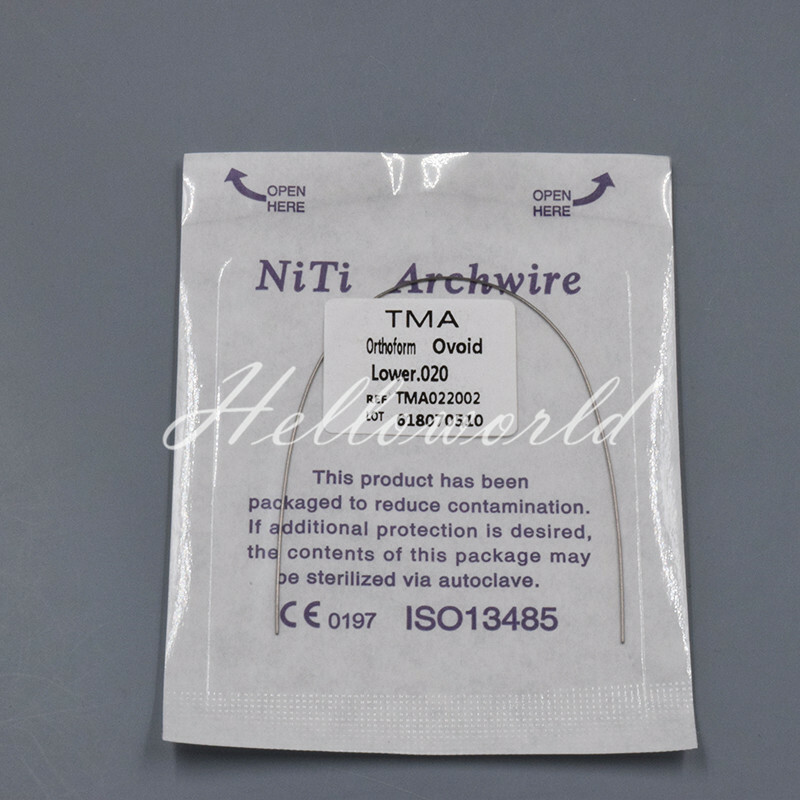 OPEN HERE
OPEN HERE
NiTi Archwire
TMA
Orthoform Ovoid
Lower.020
REF TMA022002
LOT 618070510
Helloworld
This product has been
packaged to reduce contamination.
If additional protection is desired,
the contents of this package may
be sterilized via autoclave.
CE 0197 ISO13485